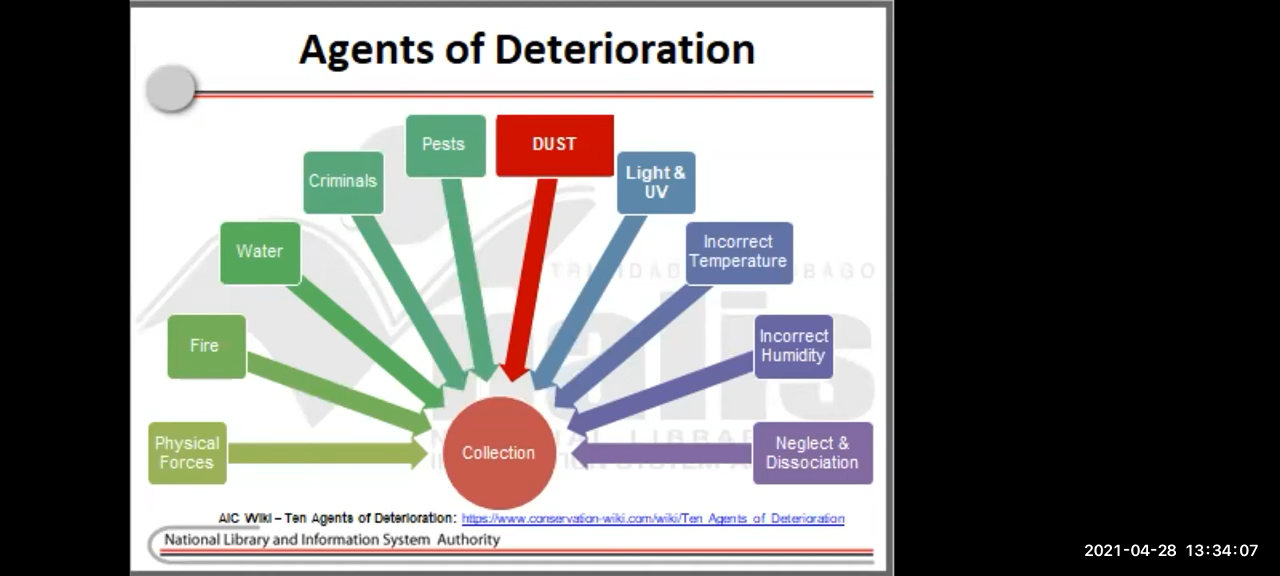 Agents of Deterioration
Pests
DUST
Criminals
Light &
UV
Water
Incorrect
Temperature
Fire
Incorrect
Humidity
Physical
Forces
Collection
Neglect &
Dissociation
AIC Wiki – Ten Agents of Deterioration: https://www.conservation-wiki.com/wiki/Ten_Agents_of_Deterioration
National Library and Information System Authority
2021-04-28 13:34:07